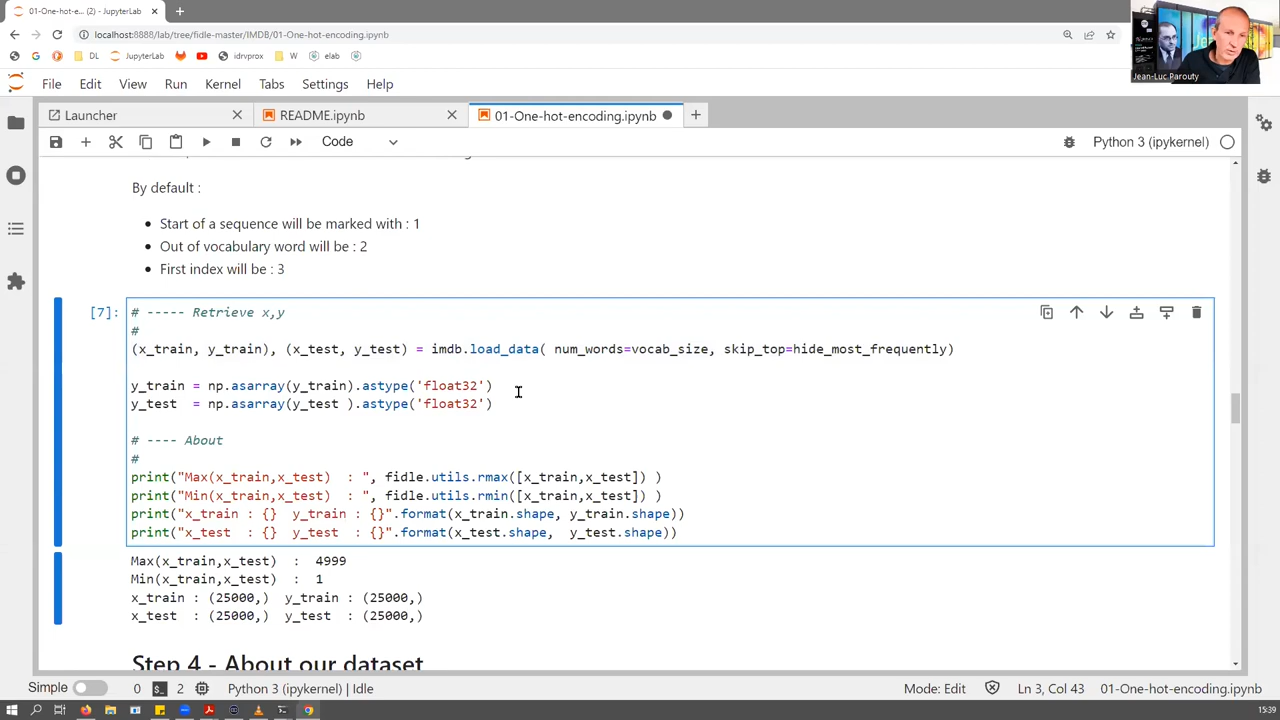 01-One-hot-e... (2) - JupyterLab
localhost:8888/lab/tree/fidle-master/IMDB/01-One-hot-encoding.ipynb
DL
JupyterLab
idrvprox
W
elab
Jean-Luc Parouty
File Edit View Run Kernel Tabs Settings Help
Launcher
README.ipynb
01-One-hot-encoding.ipynb
Code
Python 3 (ipykernel)
By default :
Start of a sequence will be marked with : 1
Out of vocabulary word will be : 2
First index will be : 3
[7]:
# ----- Retrieve x,y
#
(x_train, y_train), (x_test, y_test) = imdb.load_data( num_words=vocab_size, skip_top=hide_most_frequently)
y_train = np.asarray(y_train).astype('float32')
y_test  = np.asarray(y_test ).astype('float32')
# ---- About
#
print("Max(x_train,x_test)  : ", fidle.utils.rmax([x_train,x_test]) )
print("Min(x_train,x_test)  : ", fidle.utils.rmin([x_train,x_test]) )
print("x_train : {}  y_train : {}".format(x_train.shape, y_train.shape))
print("x_test  : {}  y_test  : {}".format(x_test.shape,  y_test.shape))
Max(x_train,x_test)  :  4999
Min(x_train,x_test)  :  1
x_train : (25000,)  y_train : (25000,)
x_test  : (25000,)  y_test  : (25000,)
Step 4 - About our dataset
Simple 0 2 Python 3 (ipykernel) | Idle
Mode: Edit
Ln 3, Col 43
01-One-hot-encoding.ipynb
15:39